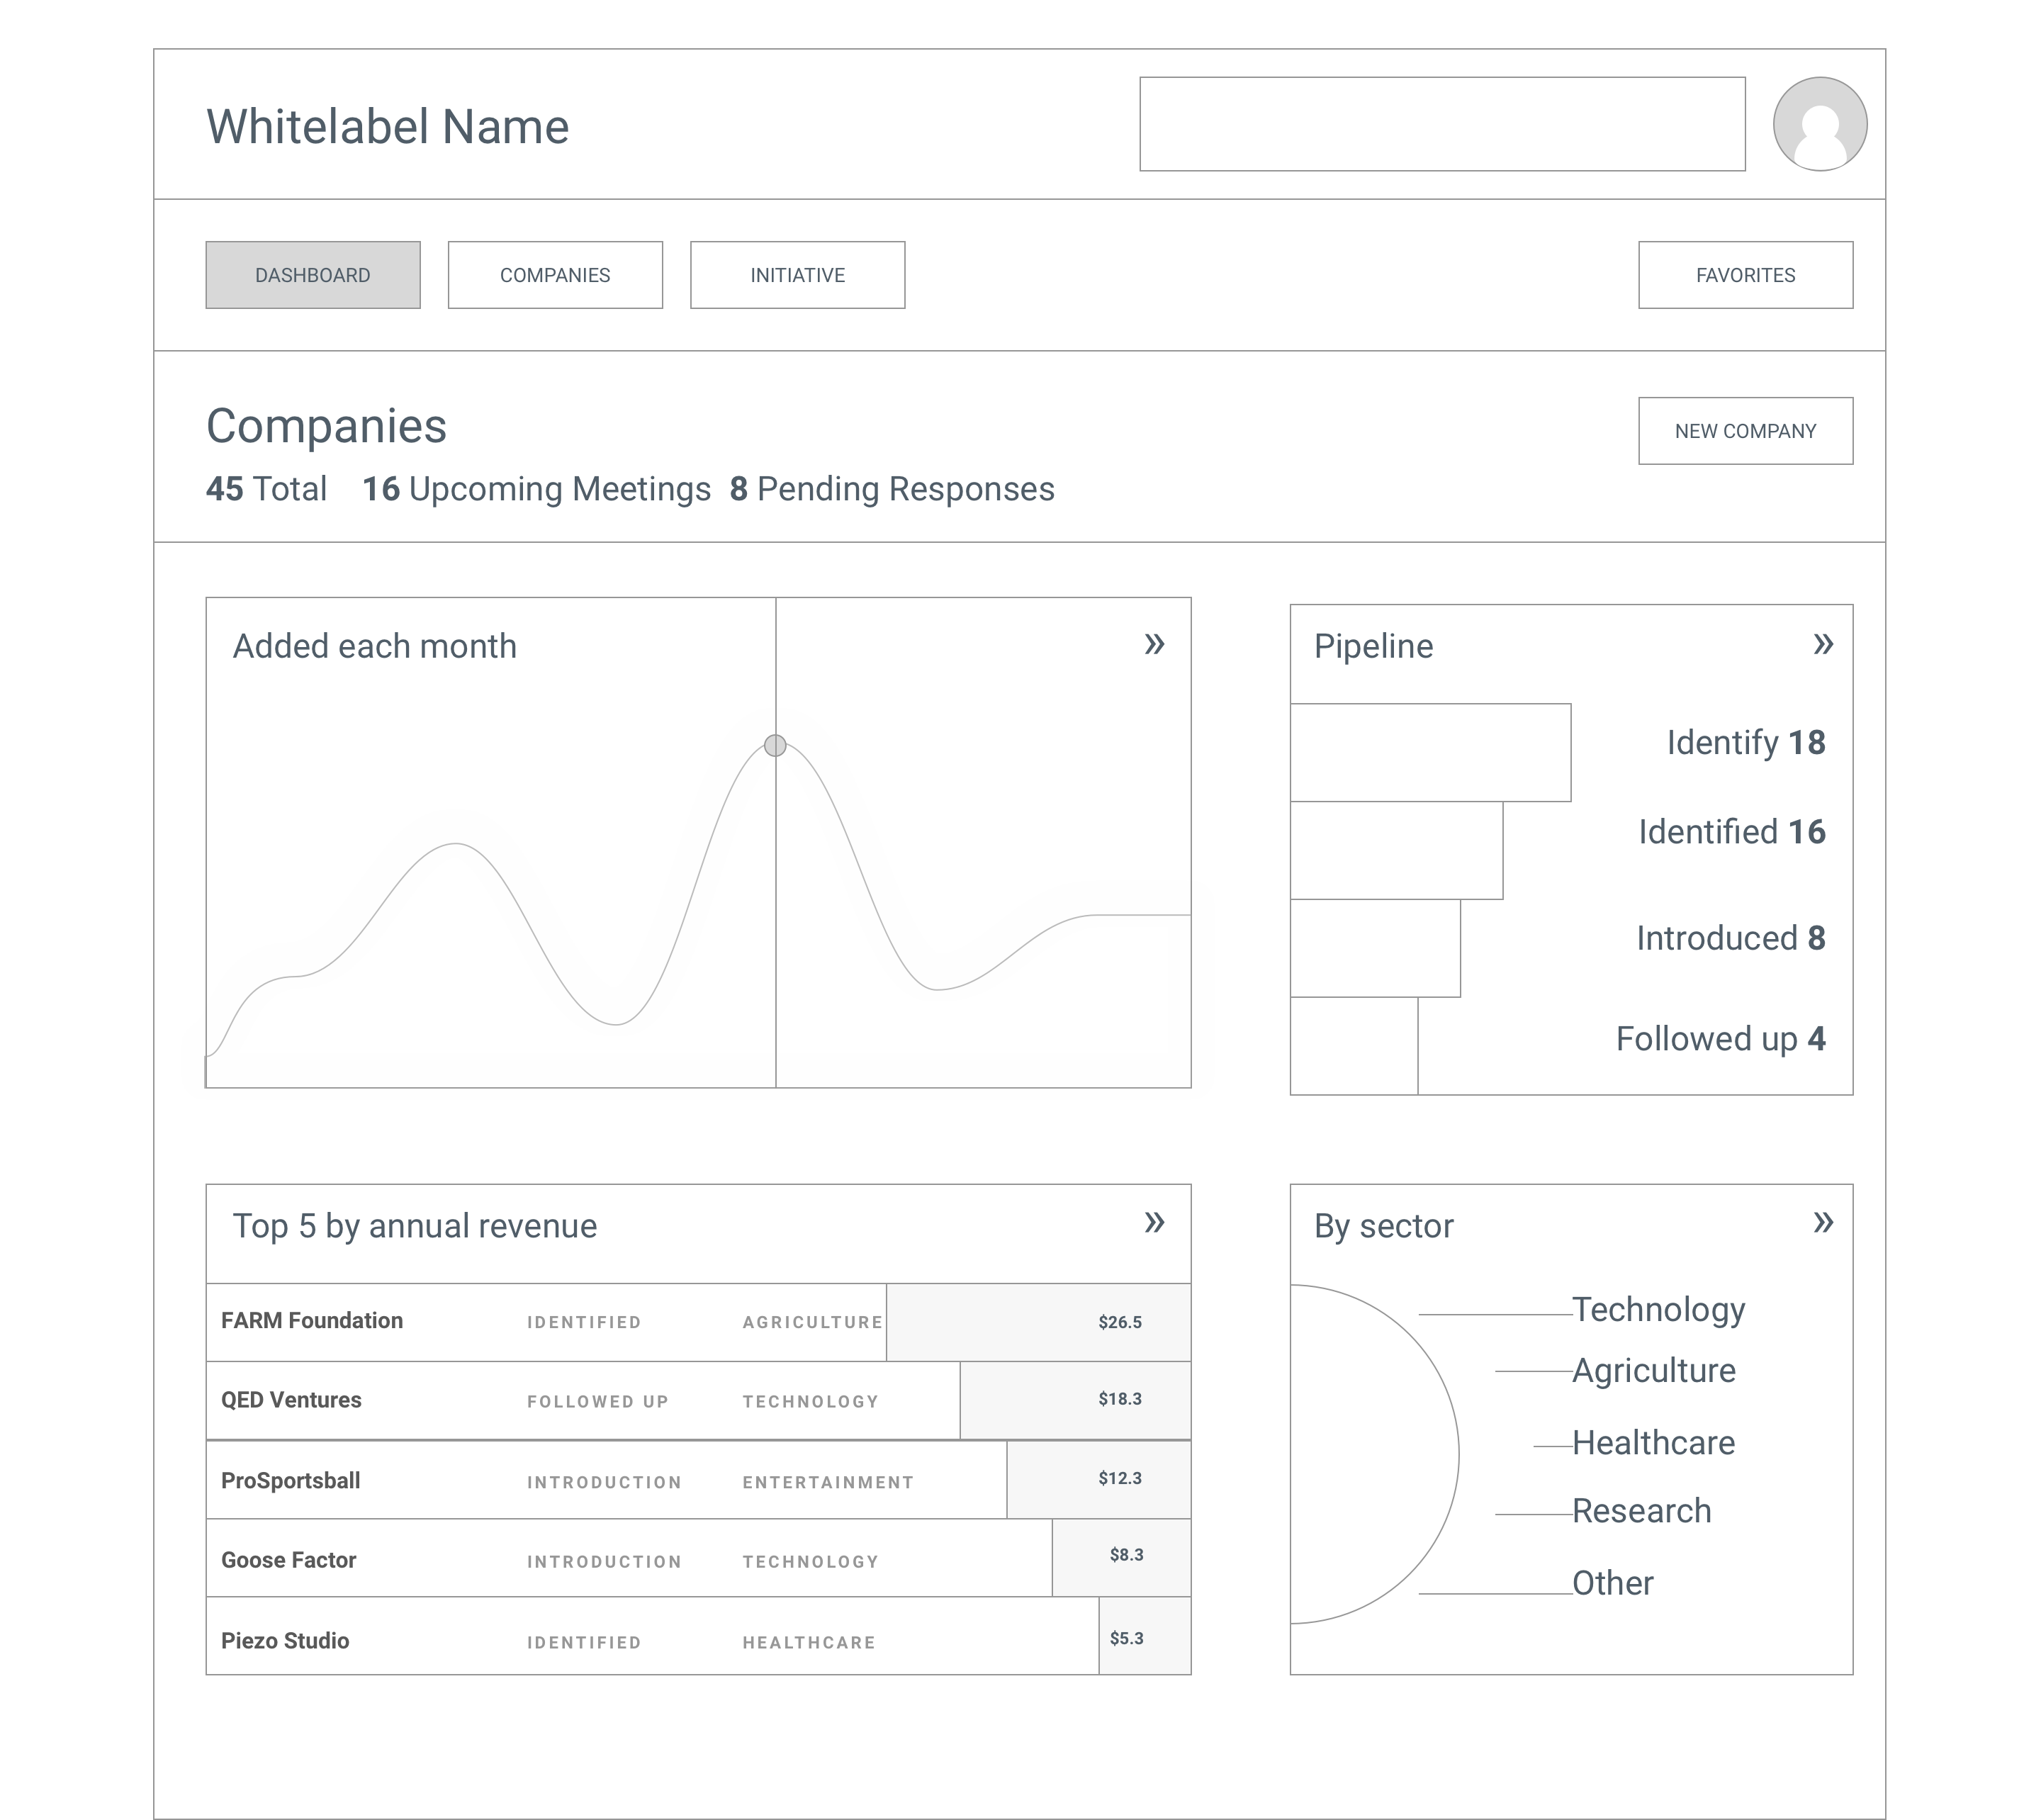 Whitelabel Name
DASHBOARD COMPANIES INITIATIVE FAVORITES
Companies
NEW COMPANY
45 Total 16 Upcoming Meetings 8 Pending Responses
Added each month »
Pipeline »
Identify 18
Identified 16
Introduced 8
Followed up 4
Top 5 by annual revenue »
FARM Foundation IDENTIFIED AGRICULTURE $26.5
QED Ventures FOLLOWED UP TECHNOLOGY $18.3
ProSportsball INTRODUCTION ENTERTAINMENT $12.3
Goose Factor INTRODUCTION TECHNOLOGY $8.3
Piezo Studio IDENTIFIED HEALTHCARE $5.3
By sector »
Technology
Agriculture
Healthcare
Research
Other